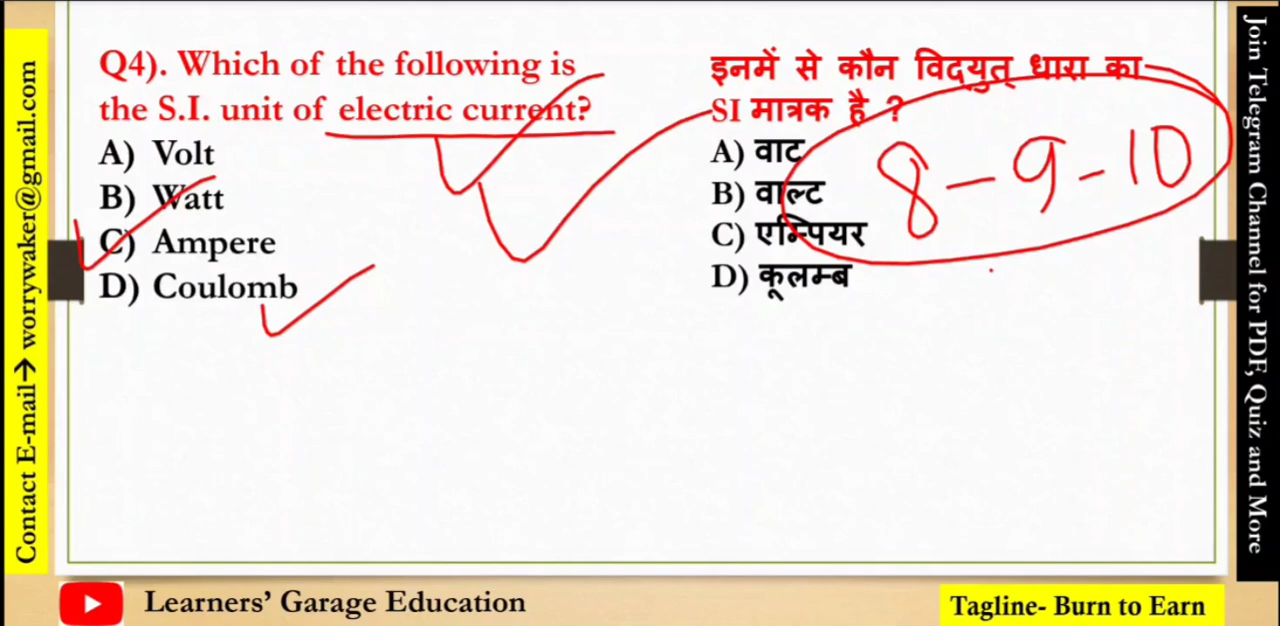 Q4). Which of the following is
the S.I. unit of electric current?
A) Volt
B) Watt
C) Ampere
D) Coulomb
इनमें से कौन विद्युत् धारा का
SI मात्रक है ?
A) वाट
B) वाल्ट
C) एम्पियर
D) कूलम्ब
8-9-10
Contact E-mail→ worrywaker@gmail.com
Join Telegram Channel for PDF, Quiz and More
Learners' Garage Education
Tagline- Burn to Earn